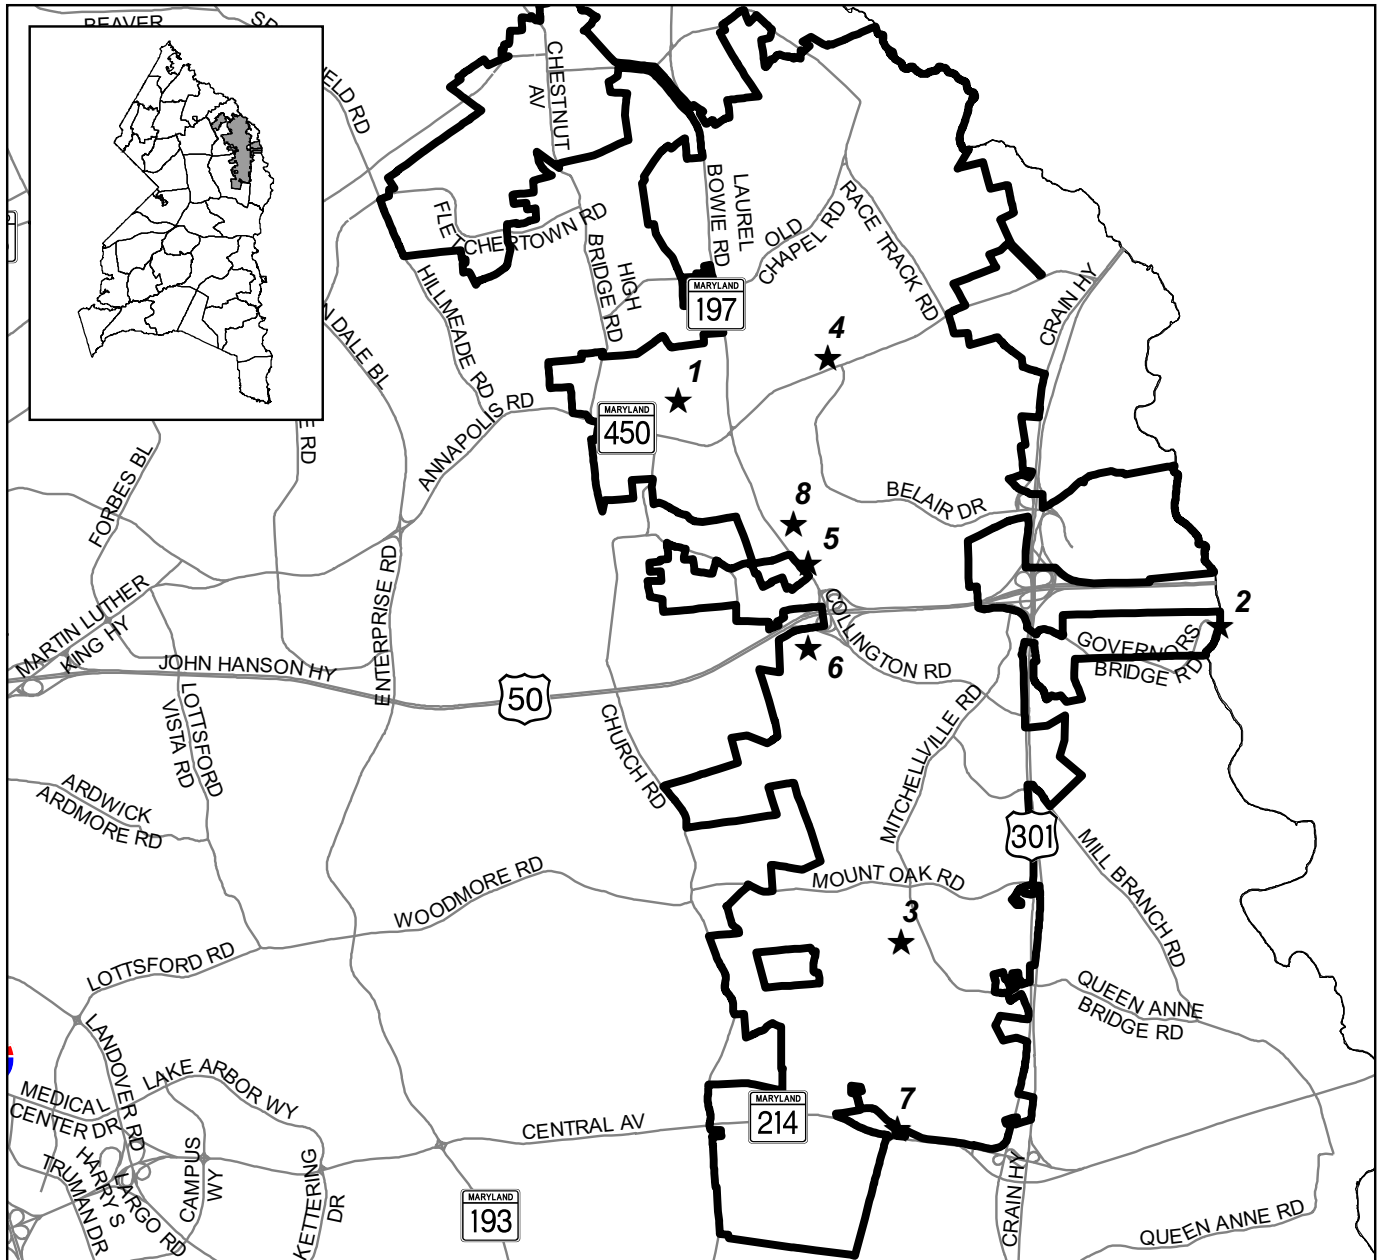 BEAVER
CHESTNUT
AV
FLETCHERTOWN RD
HIGH
BRIDGE RD
LAUREL
BOWIE RD
OLD
CHAPEL RD
RACE TRACK RD
CRAIN HY
MARYLAND
197
4
1
HILLMEADE RD
ANNAPOLIS RD
MARYLAND
450
FORBES BL
8
BELAIR DR
5
MARTIN LUTHER
KING HY
ENTERPRISE RD
COLLINGTON RD
2
GOVERNORS
BRIDGE RD
JOHN HANSON HY
6
50
LOTTSFORD
VISTA RD
CHURCH RD
MITCHELLVILLE RD
ARDWICK
ARDMORE RD
301
MILL BRANCH RD
WOODMORE RD
MOUNT OAK RD
3
LOTTSFORD RD
QUEEN ANNE
BRIDGE RD
LANDOVER RD
LAKE ARBOR WY
MEDICAL
CENTER DR
7
MARYLAND
214
CENTRAL AV
HARRY S
TRUMAN DR
LARGO RD
CAMPUS
WY
KETTERING
DR
MARYLAND
193
CRAIN HY
QUEEN ANNE RD